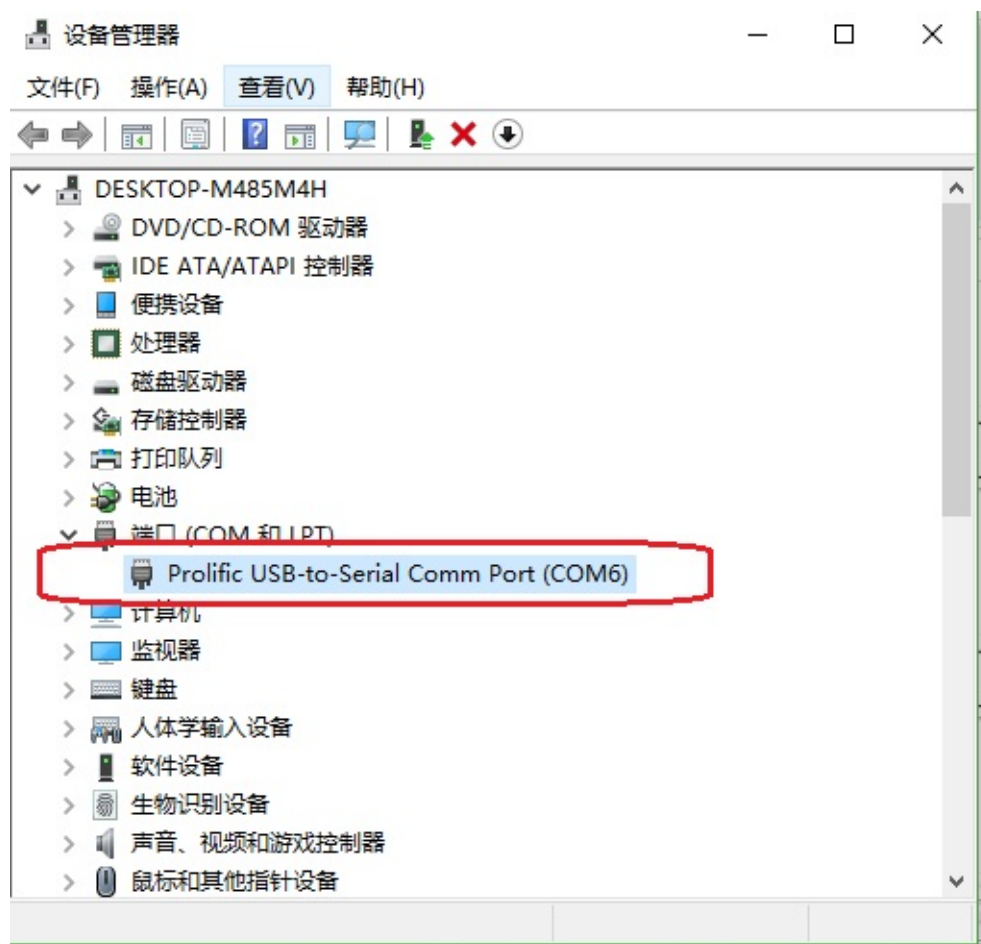 设备管理器
文件(F) 操作(A) 查看(V) 帮助(H)
DESKTOP-M485M4H
DVD/CD-ROM 驱动器
IDE ATA/ATAPI 控制器
便携设备
处理器
磁盘驱动器
存储控制器
打印队列
电池
端口 (COM 和 LPT)
Prolific USB-to-Serial Comm Port (COM6)
计算机
监视器
键盘
人体学输入设备
软件设备
生物识别设备
声音、视频和游戏控制器
鼠标和其他指针设备